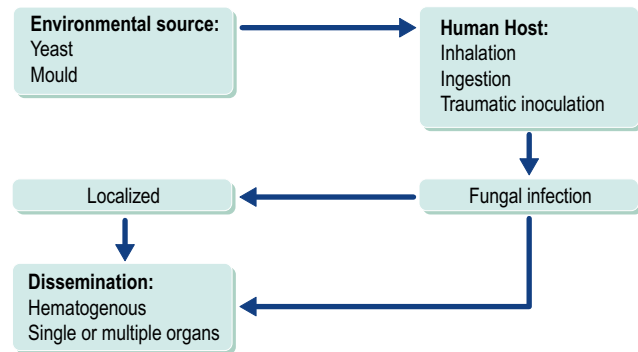 Environmental source:
Yeast
Mould
Human Host:
Inhalation
Ingestion
Traumatic inoculation
Localized
Fungal infection
Dissemination:
Hematogenous
Single or multiple organs